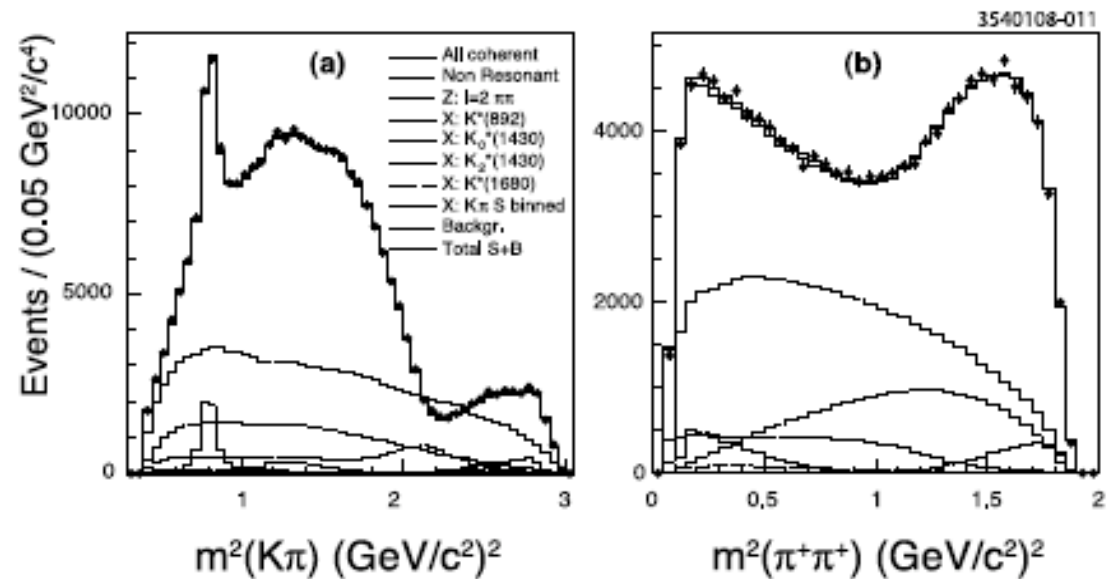 3540108-011
Events / (0.05 GeV²/c⁴)
(a)
All coherent
Non Resonant
Z: I=2 ππ
X: K*(892)
X: K₀*(1430)
X: K₂*(1430)
X: K*(1680)
X: Kπ S binned
Backgr.
Total S+B
10000
5000
0
1
2
3
m²(Kπ) (GeV/c²)²
(b)
4000
2000
0
0
0,5
1
1,5
2
m²(π⁺π⁺) (GeV/c²)²